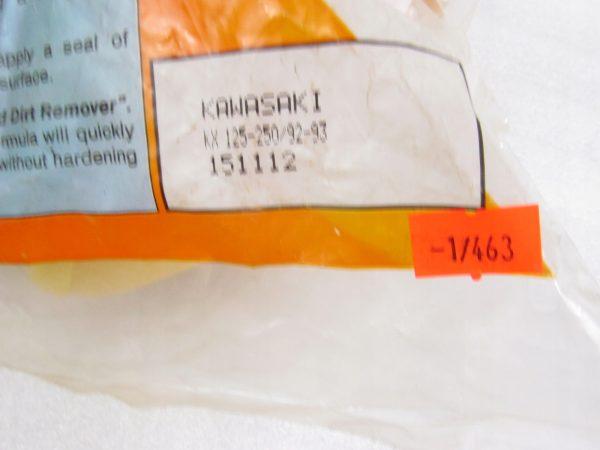 apply a seal of
surface.
Dirt Remover".
will quickly
without hardening
KAWASAKI
KX 125-250/92-93
151112
-1/463